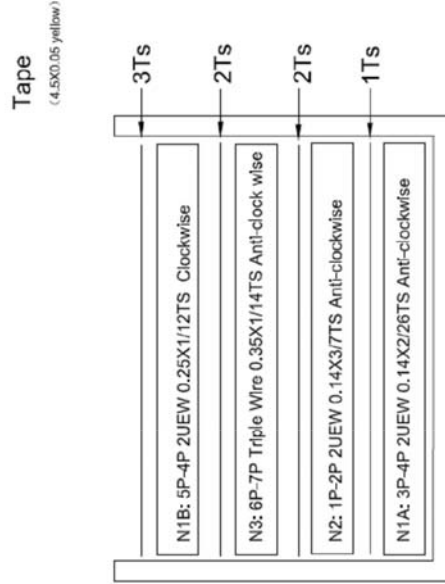 Tape
(4.5X0.05 yellow)
3Ts
2Ts
2Ts
1Ts
N1B: 5P-4P 2UEW 0.25X1/12TS Clockwise
N3: 6P-7P Triple Wire 0.35X1/14TS Anti-clock wise
N2: 1P-2P 2UEW 0.14X3/7TS Anti-clockwise
N1A: 3P-4P 2UEW 0.14X2/26TS Anti-clockwise